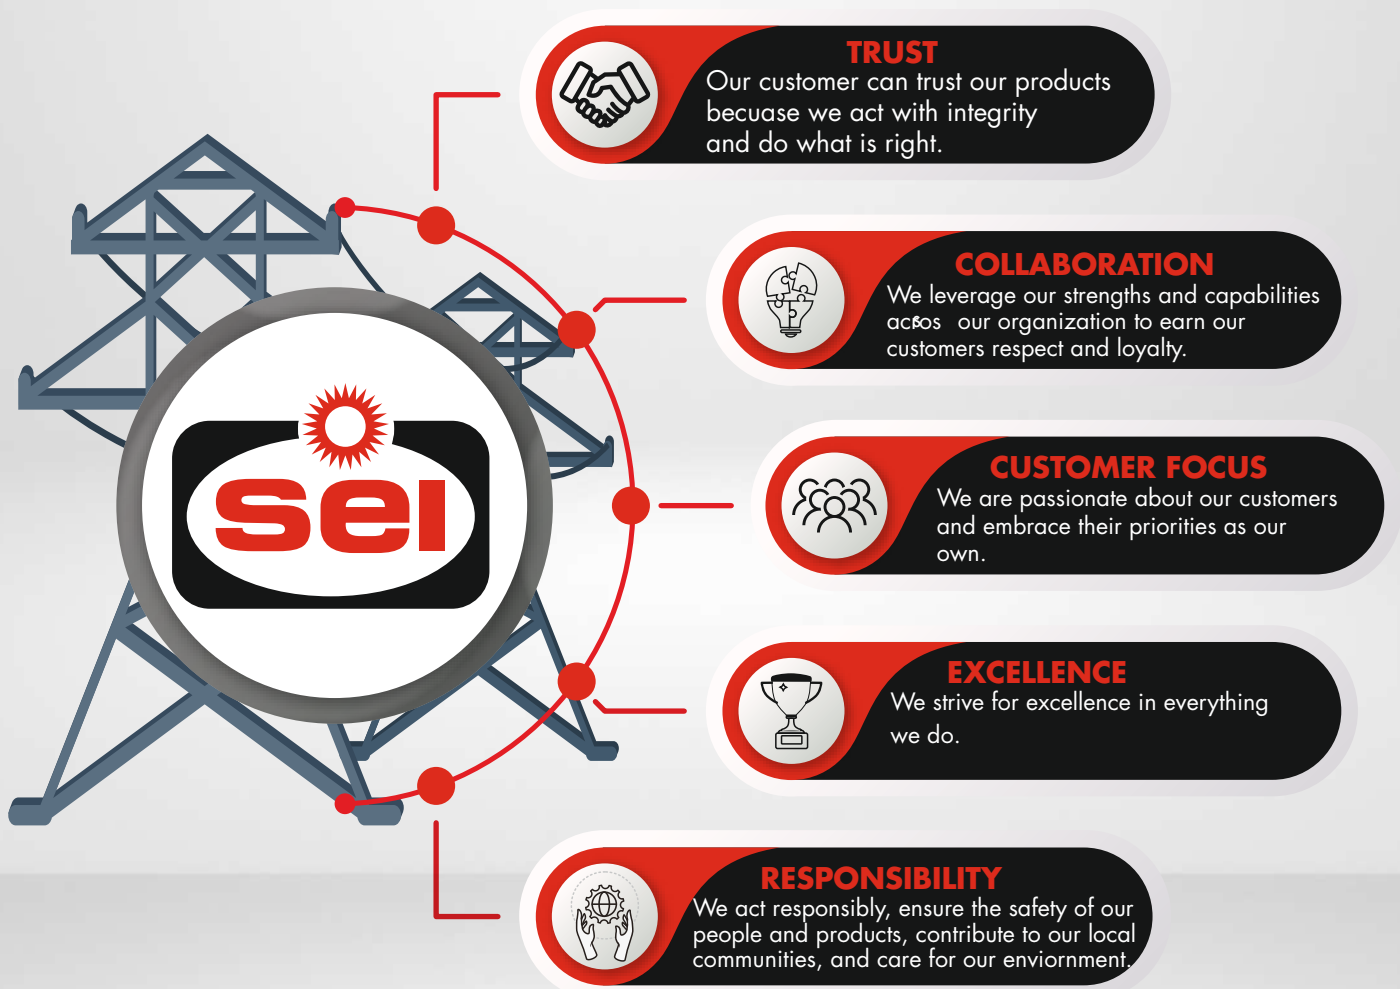 sei
TRUST
Our customer can trust our products
becuase we act with integrity
and do what is right.
COLLABORATION
We leverage our strengths and capabilities
across our organization to earn our
customers respect and loyalty.
CUSTOMER FOCUS
We are passionate about our customers
and embrace their priorities as our
own.
EXCELLENCE
We strive for excellence in everything
we do.
RESPONSIBILITY
We act responsibly, ensure the safety of our
people and products, contribute to our local
communities, and care for our enviornment.